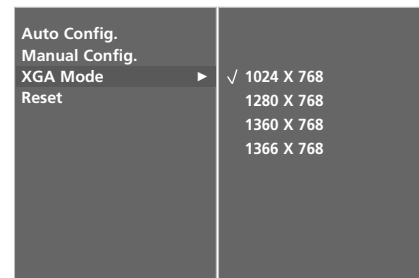 Auto Config.
Manual Config.
XGA Mode ►
Reset
√ 1024 X 768
1280 X 768
1360 X 768
1366 X 768